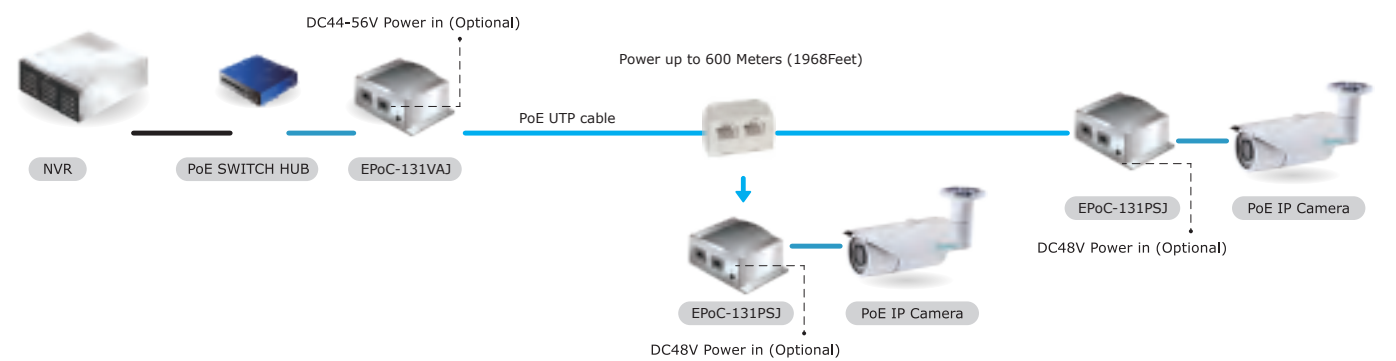 DC44-56V Power in (Optional)
Power up to 600 Meters (1968Feet)
PoE UTP cable
NVR
PoE SWITCH HUB
EPoC-131VAJ
EPoC-131PSJ
PoE IP Camera
DC48V Power in (Optional)
EPoC-131PSJ
PoE IP Camera
DC48V Power in (Optional)